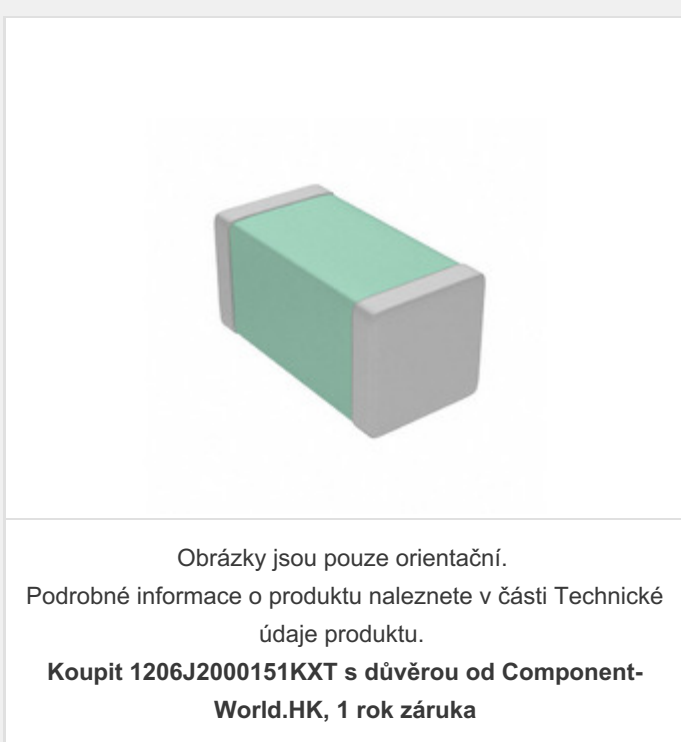 Obrázky jsou pouze orientační.
Podrobné informace o produktu naleznete v části Technické
údaje produktu.
Koupit 1206J2000151KXT s důvěrou od Component-
World.HK, 1 rok záruka